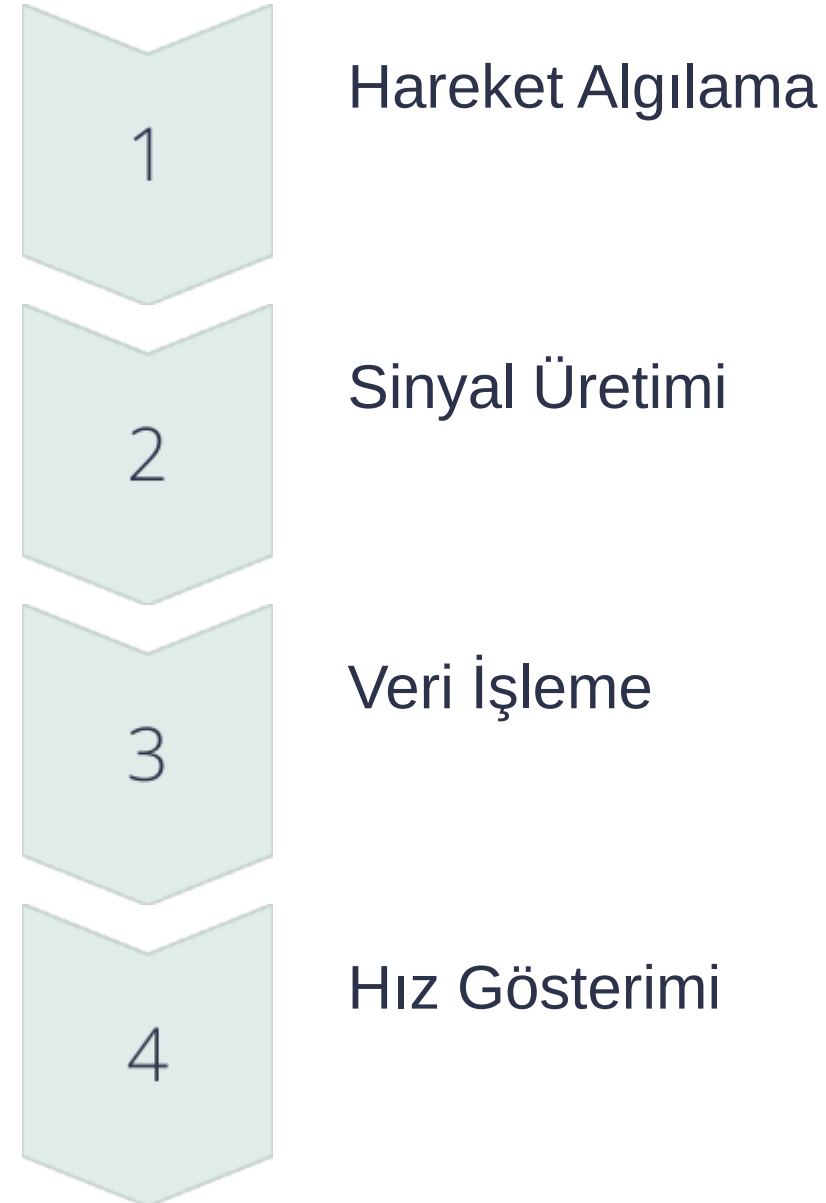 Hareket Algılama
1
Sinyal Üretimi
2
Veri İşleme
3
Hız Gösterimi
4